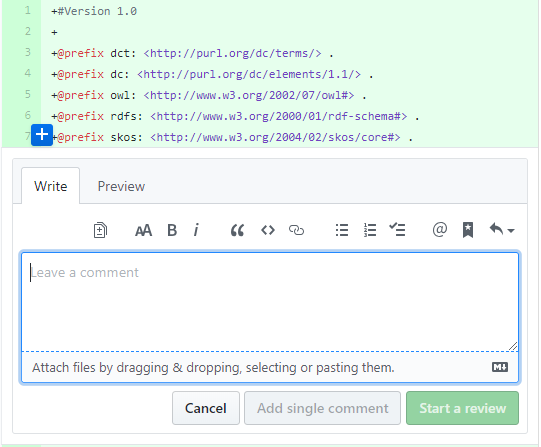 1 +#Version 1.0
2 +
3 +@prefix dct: <http://purl.org/dc/terms/> .
4 +@prefix dc: <http://purl.org/dc/elements/1.1/> .
5 +@prefix owl: <http://www.w3.org/2002/07/owl#> .
6 +@prefix rdfs: <http://www.w3.org/2000/01/rdf-schema#> .
7 +@prefix skos: <http://www.w3.org/2004/02/skos/core#> .
Write Preview
AA B i
Leave a comment
Attach files by dragging & dropping, selecting or pasting them.
Cancel Add single comment Start a review